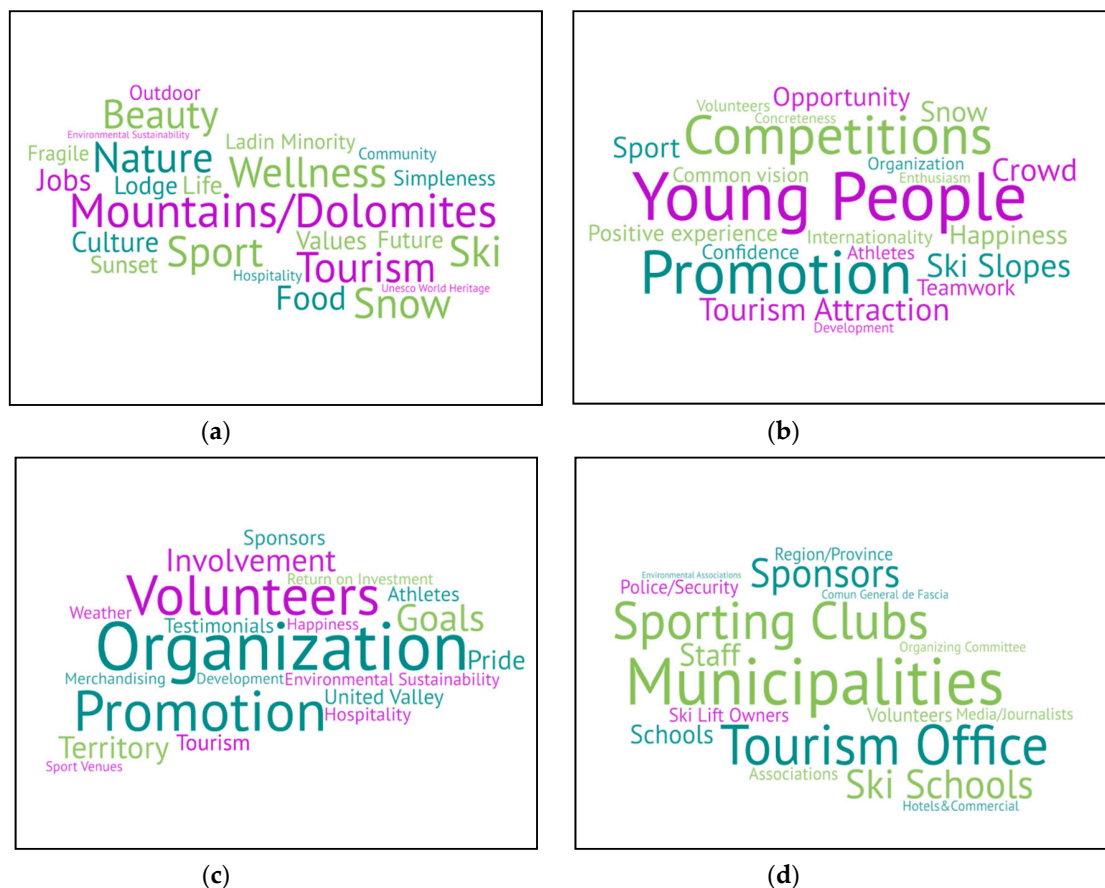 Outdoor
Beauty
Environmental Sustainability
Ladin Minority
Fragile
Nature
Community
Wellness
Jobs
Lodge
Life
Simpleness
Mountains/Dolomites
Culture
Sport
Values
Future
Ski
Sunset
Tourism
Hospitality
Unesco World Heritage
Food
Snow
(a)
Volunteers
Opportunity
Snow
Concreteness
Competitions
Sport
Organization
Crowd
Common vision
Enthusiasm
Young People
Positive experience
Internationality
Happiness
Confidence
Athletes
Promotion
Ski Slopes
Teamwork
Tourism Attraction
Development
(b)
Sponsors
Involvement
Return on Investment
Volunteers
Athletes
Weather
Testimonials
Happiness
Goals
Organization
Pride
Merchandising
Development
Environmental Sustainability
Promotion
United Valley
Hospitality
Territory
Tourism
Sport Venues
(c)
Region/Province
Environmental Associations
Sponsors
Police/Security
Comun General de Fascia
Sporting Clubs
Organizing Committee
Staff
Municipalities
Ski Lift Owners
Volunteers
Media/Journalists
Schools
Tourism Office
Associations
Ski Schools
Hotels&Commercial
(d)